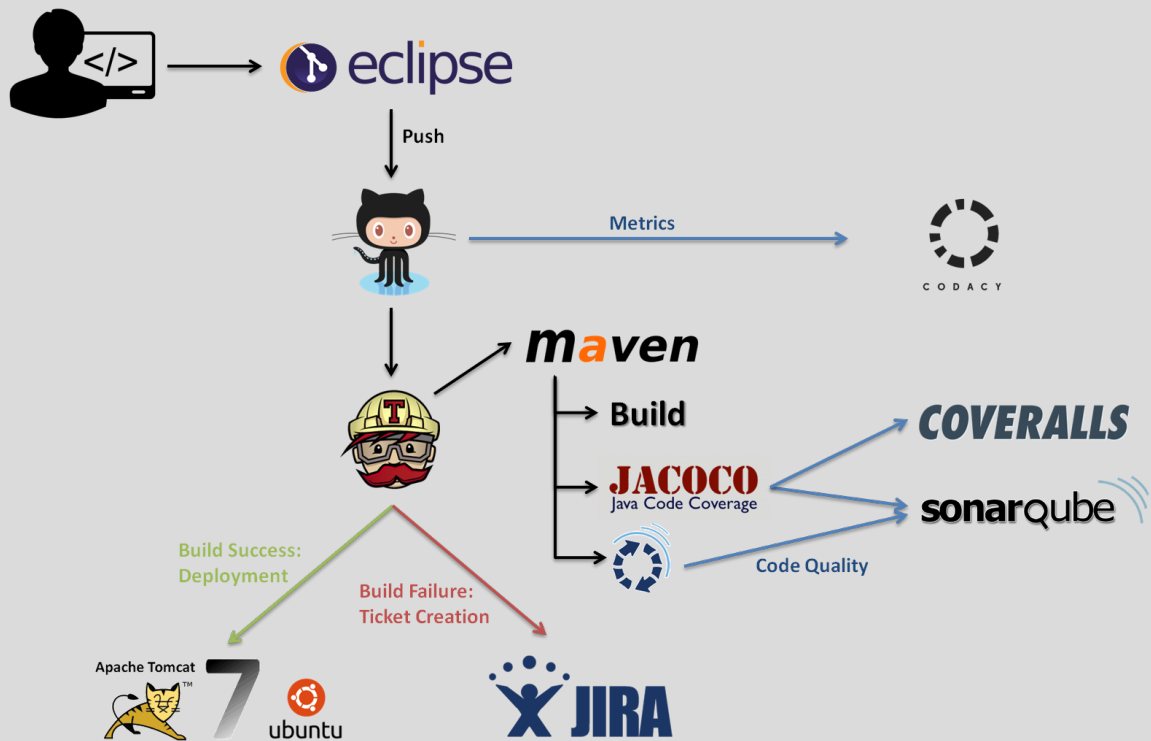 </>
eclipse
Push
Metrics
CODACY
maven
T
Build
COVERALLS
JACOCO
Java Code Coverage
sonarqube
Code Quality
Build Success:
Deployment
Build Failure:
Ticket Creation
Apache Tomcat
TM
7
ubuntu
JIRA